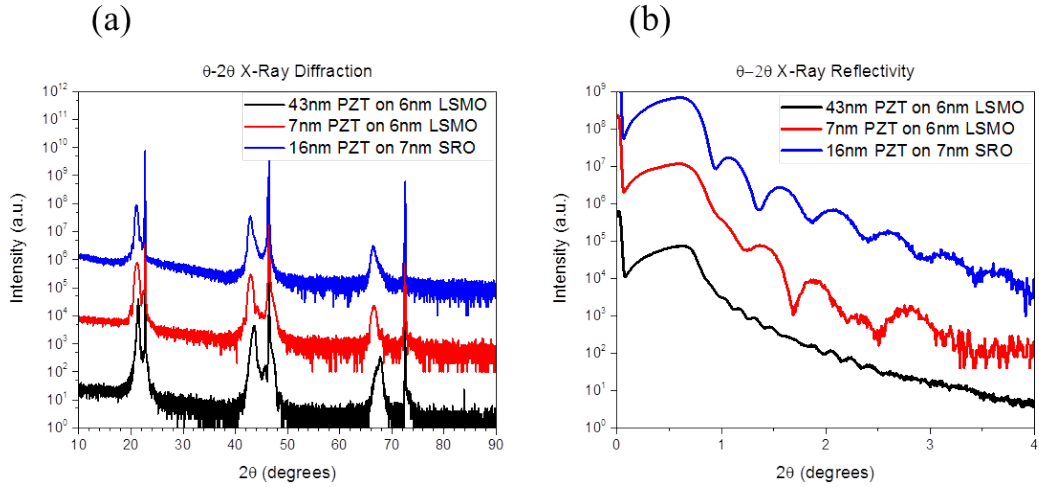 (a)
θ-2θ X-Ray Diffraction
10¹²
10¹¹
10¹⁰
10⁹
10⁸
10⁷
10⁶
10⁵
10⁴
10³
10²
10¹
10⁰
Intensity (a.u.)
43nm PZT on 6nm LSMO
7nm PZT on 6nm LSMO
16nm PZT on 7nm SRO
10 20 30 40 50 60 70 80 90
2θ (degrees)
(b)
θ–2θ X-Ray Reflectivity
10⁹
10⁸
10⁷
10⁶
10⁵
10⁴
10³
10²
10¹
10⁰
Intensity (a.u.)
43nm PZT on 6nm LSMO
7nm PZT on 6nm LSMO
16nm PZT on 7nm SRO
0 1 2 3 4
2θ (degrees)